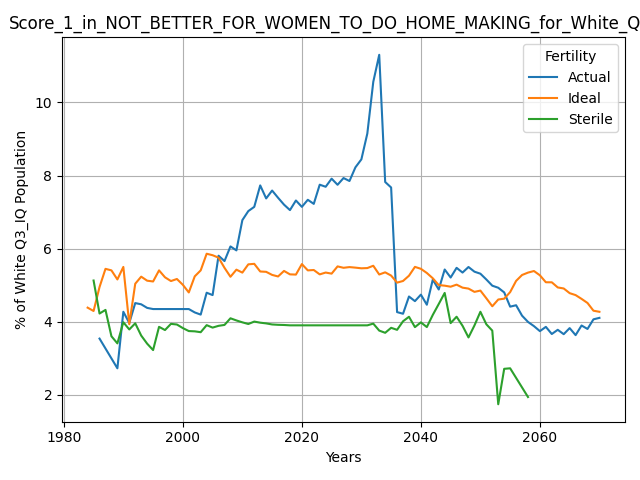 Score_1_in_NOT_BETTER_FOR_WOMEN_TO_DO_HOME_MAKING_for_White_Q
Fertility
Actual
Ideal
Sterile
% of White Q3_IQ Population
10
8
6
4
2
1980
2000
2020
2040
2060
Years